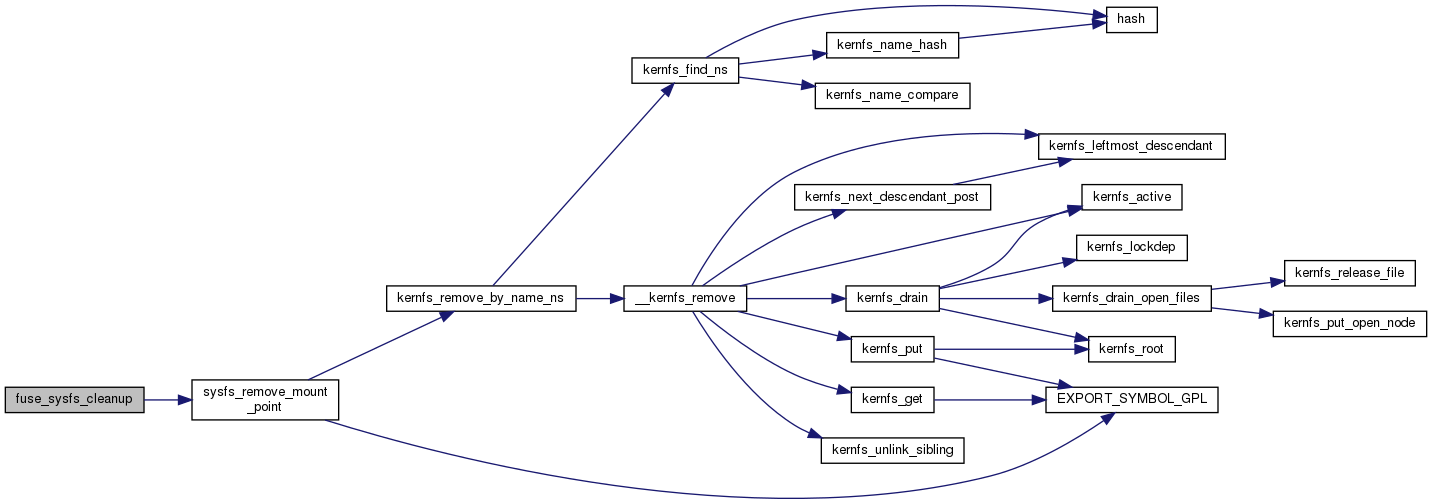 hash
kernfs_name_hash
kernfs_find_ns
kernfs_name_compare
kernfs_leftmost_descendant
kernfs_next_descendant_post
kernfs_active
kernfs_lockdep
kernfs_release_file
kernfs_remove_by_name_ns
__kernfs_remove
kernfs_drain
kernfs_drain_open_files
kernfs_put_open_node
kernfs_put
kernfs_root
fuse_sysfs_cleanup
sysfs_remove_mount
_point
kernfs_get
EXPORT_SYMBOL_GPL
kernfs_unlink_sibling